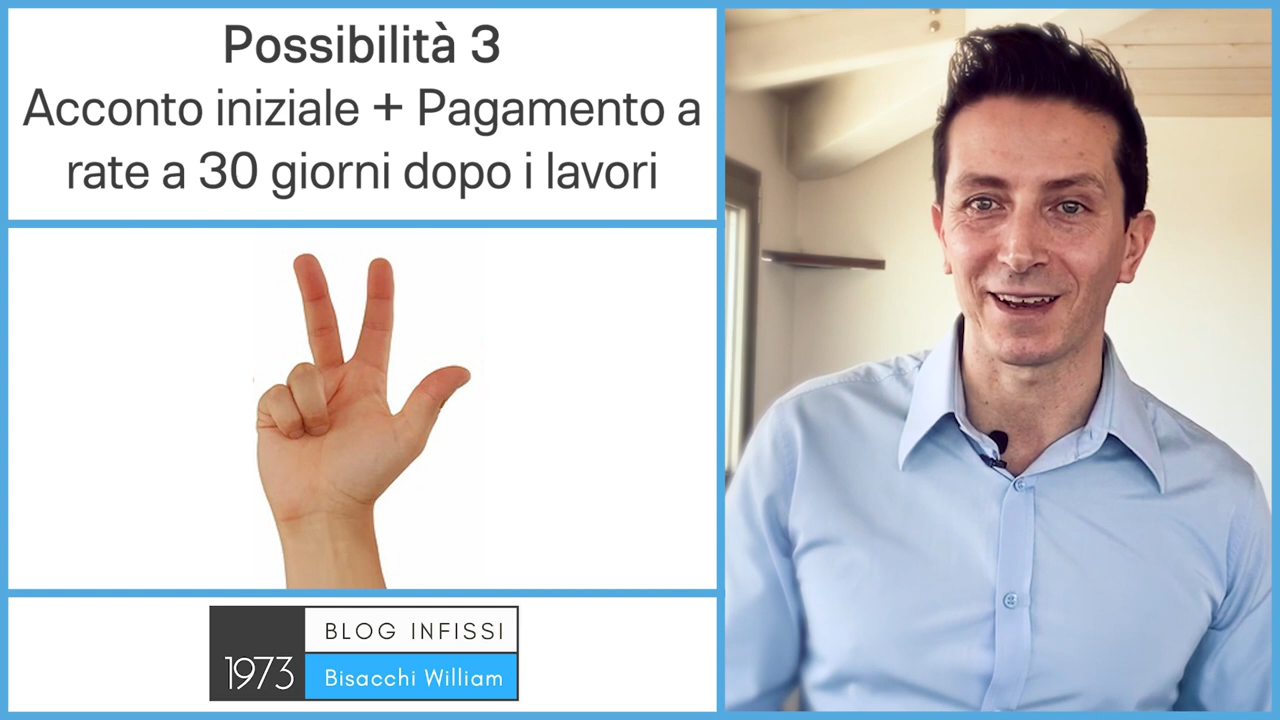 Possibilità 3
Acconto iniziale + Pagamento a
rate a 30 giorni dopo i lavori
1973
BLOG INFISSI
Bisacchi William